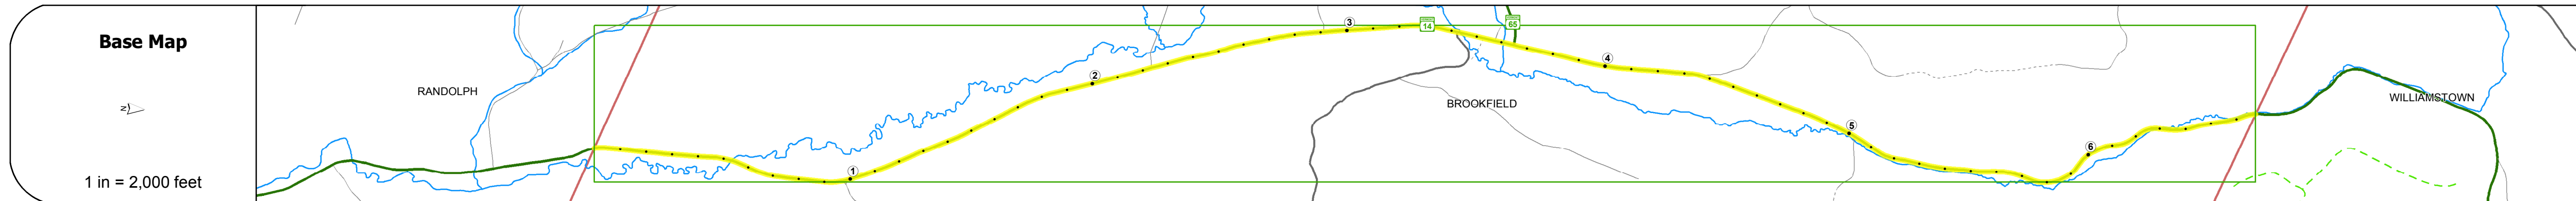 Base Map
N
1 in = 2,000 feet
RANDOLPH
1
2
3
14
65
BROOKFIELD
4
5
6
WILLIAMSTOWN